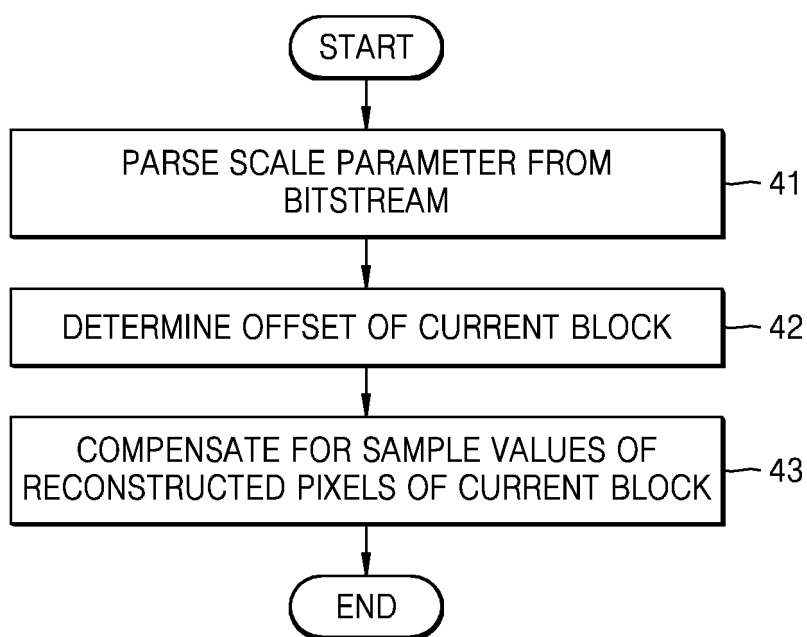 START
PARSE SCALE PARAMETER FROM
BITSTREAM
41
DETERMINE OFFSET OF CURRENT BLOCK
42
COMPENSATE FOR SAMPLE VALUES OF
RECONSTRUCTED PIXELS OF CURRENT BLOCK
43
END